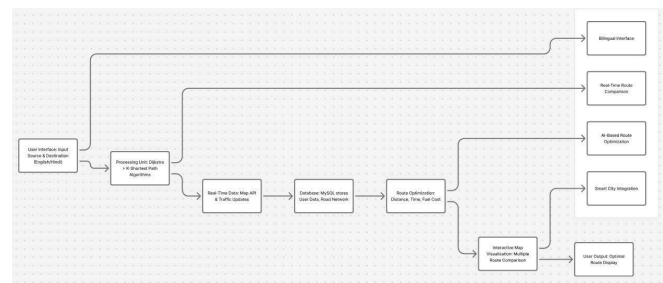 Bilingual Interface
Real-Time Route
Comparison
User Interface: Input
Source & Destination
(English/Hindi)
Processing Unit: Dijkstra
+ K-Shortest Path
Algorithms
AI-Based Route
Optimization
Real-Time Data: Map API
& Traffic Updates
Database: MySQL stores
User Data, Road Network
Route Optimization:
Distance, Time, Fuel Cost
Smart City Integration
Interactive Map
Visualization: Multiple
Route Comparison
User Output: Optimal
Route Display